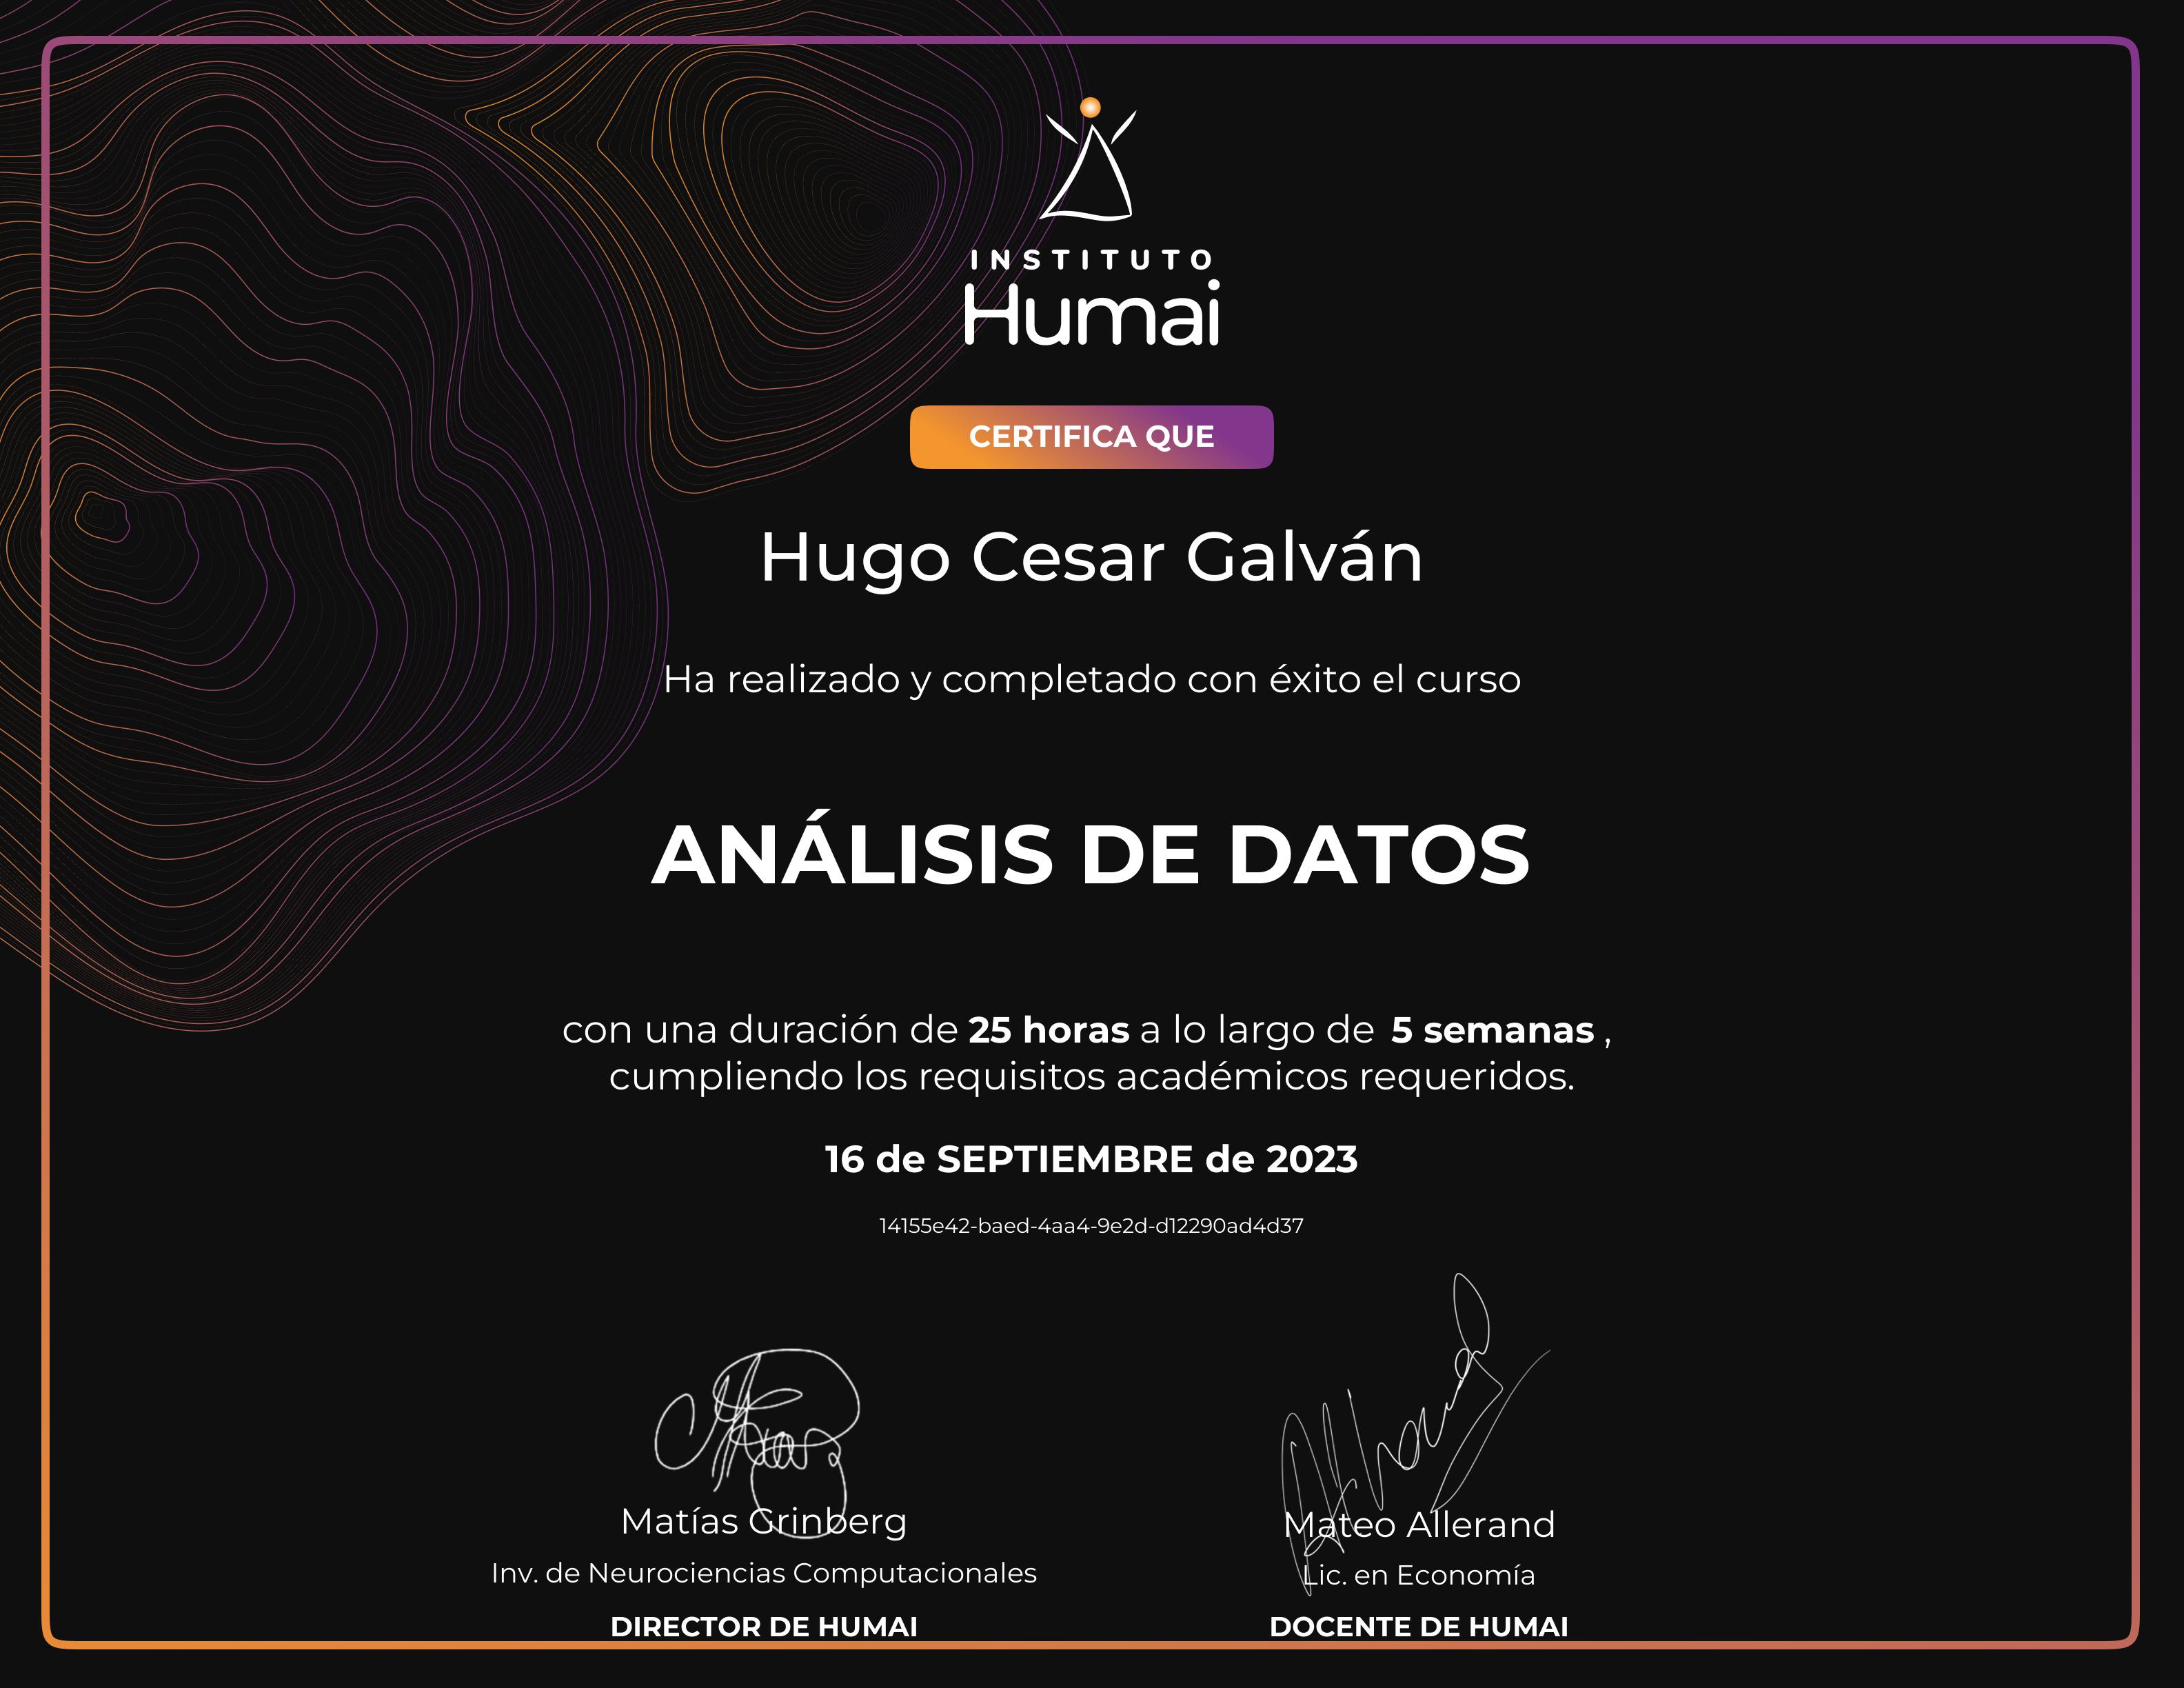 INSTITUTO
Humai
CERTIFICA QUE
Hugo Cesar Galván
Ha realizado y completado con éxito el curso
ANÁLISIS DE DATOS
con una duración de 25 horas a lo largo de 5 semanas ,
cumpliendo los requisitos académicos requeridos.
16 de SEPTIEMBRE de 2023
14155e42-baed-4aa4-9e2d-d12290ad4d37
Matías Grinberg
Inv. de Neurociencias Computacionales
DIRECTOR DE HUMAI
Mateo Allerand
Lic. en Economía
DOCENTE DE HUMAI